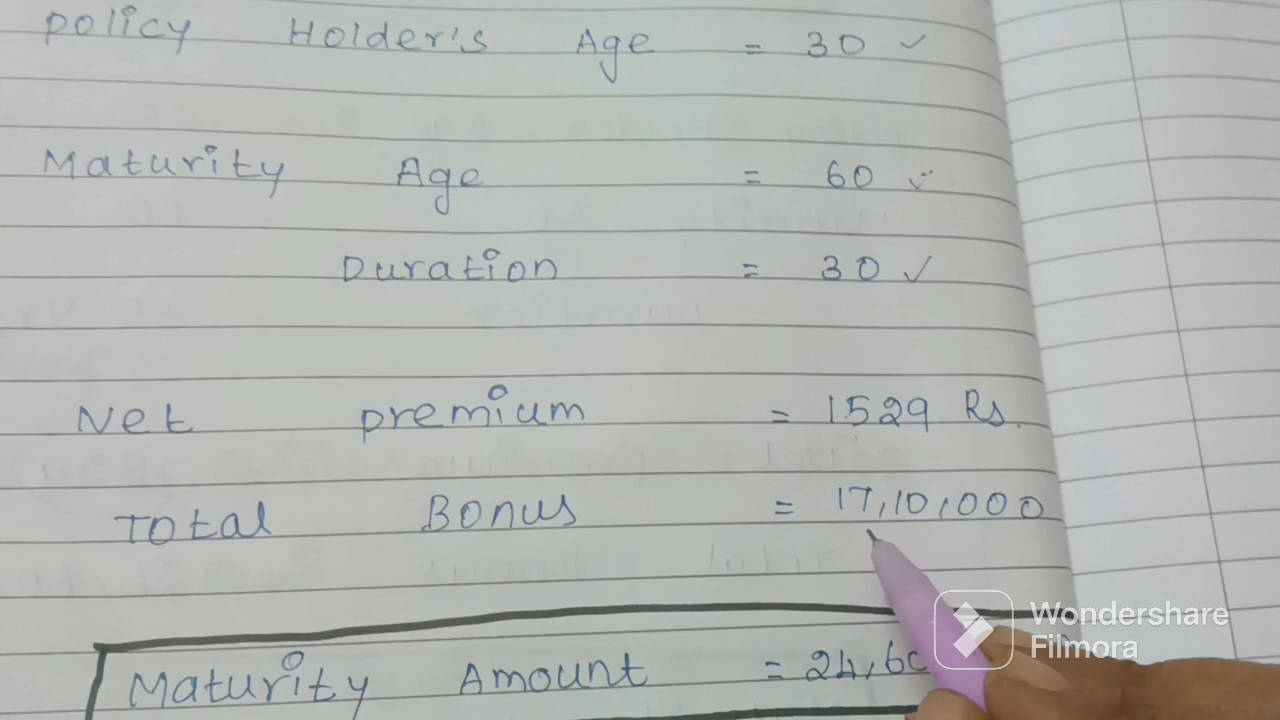 Policy Holder's Age = 30 ✓
Maturity Age = 60 ✓
Duration = 30 ✓
Net premium = 1529 Rs.
Total Bonus = 17,10,000
Maturity Amount = 24,60
Wondershare
Filmora